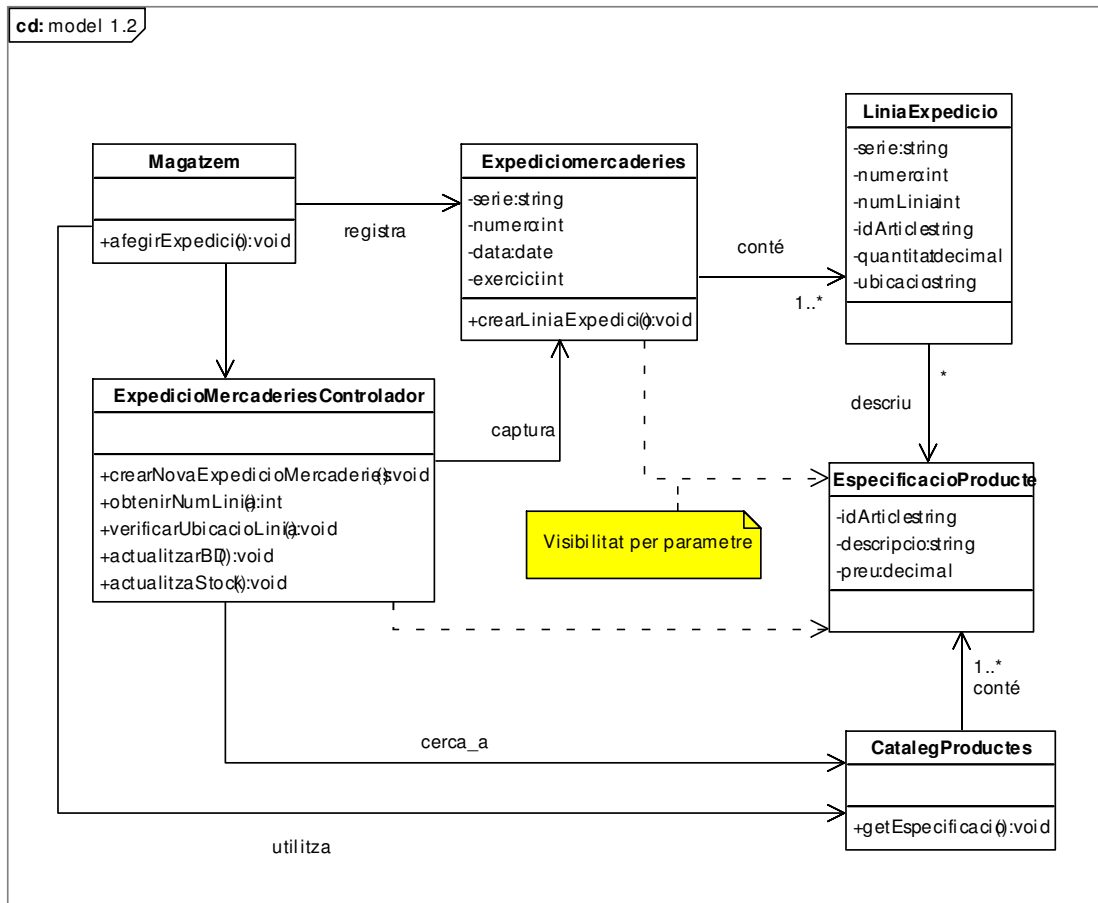 cd: model 1.2
Magatzem
+afegirExpedicio():void
registra
Expediciomercaderies
-serie:string
-numero:int
-data:date
-exercici:int
+crearLiniaExpedicio():void
conté
1..*
LiniaExpedicio
-serie:string
-numero:int
-numLinia:int
-idArticle:string
-quantitat:decimal
-ubicacio:string
*
descriu
ExpedicioMercaderiesControlador
+crearNovaExpedicioMercaderies():void
+obtenirNumLinia():int
+verificarUbicacioLinia():void
+actualitzarBD():void
+actualitzaStock():void
captura
Visibilitat per parametre
EspecificacioProducte
-idArticle:string
-descripcio:string
-preu:decimal
1..*
conté
cerca_a
CatalegProductes
+getEspecificacio():void
utilitza